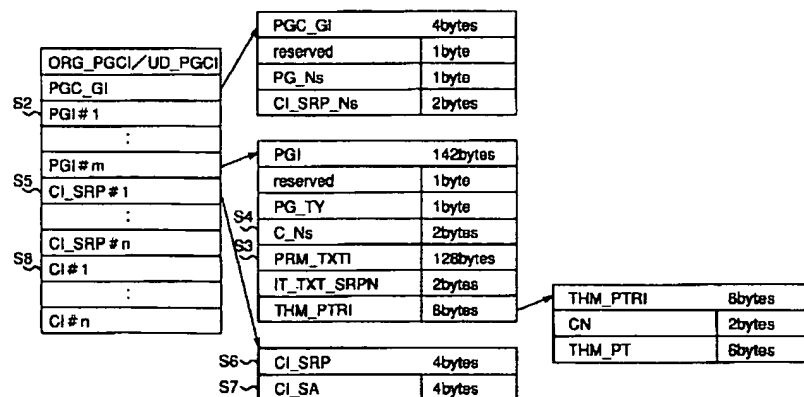 ORG_PGCI/UD_PGCI
PGC_GI
S2 PGI#1
:
PGI#m
S5 CI_SRP#1
:
CI_SRP#n
S8 CI#1
:
CI#n
PGC_GI 4bytes
reserved 1byte
PG_Ns 1byte
CI_SRP_Ns 2bytes
PGI 142bytes
reserved 1byte
PG_TY 1byte
S4 C_Ns 2bytes
S3 PRM_TXTI 128bytes
IT_TXT_SRPN 2bytes
THM_PTRI 8bytes
THM_PTRI 8bytes
CN 2bytes
THM_PT 6bytes
S6 CI_SRP 4bytes
S7 CI_SA 4bytes